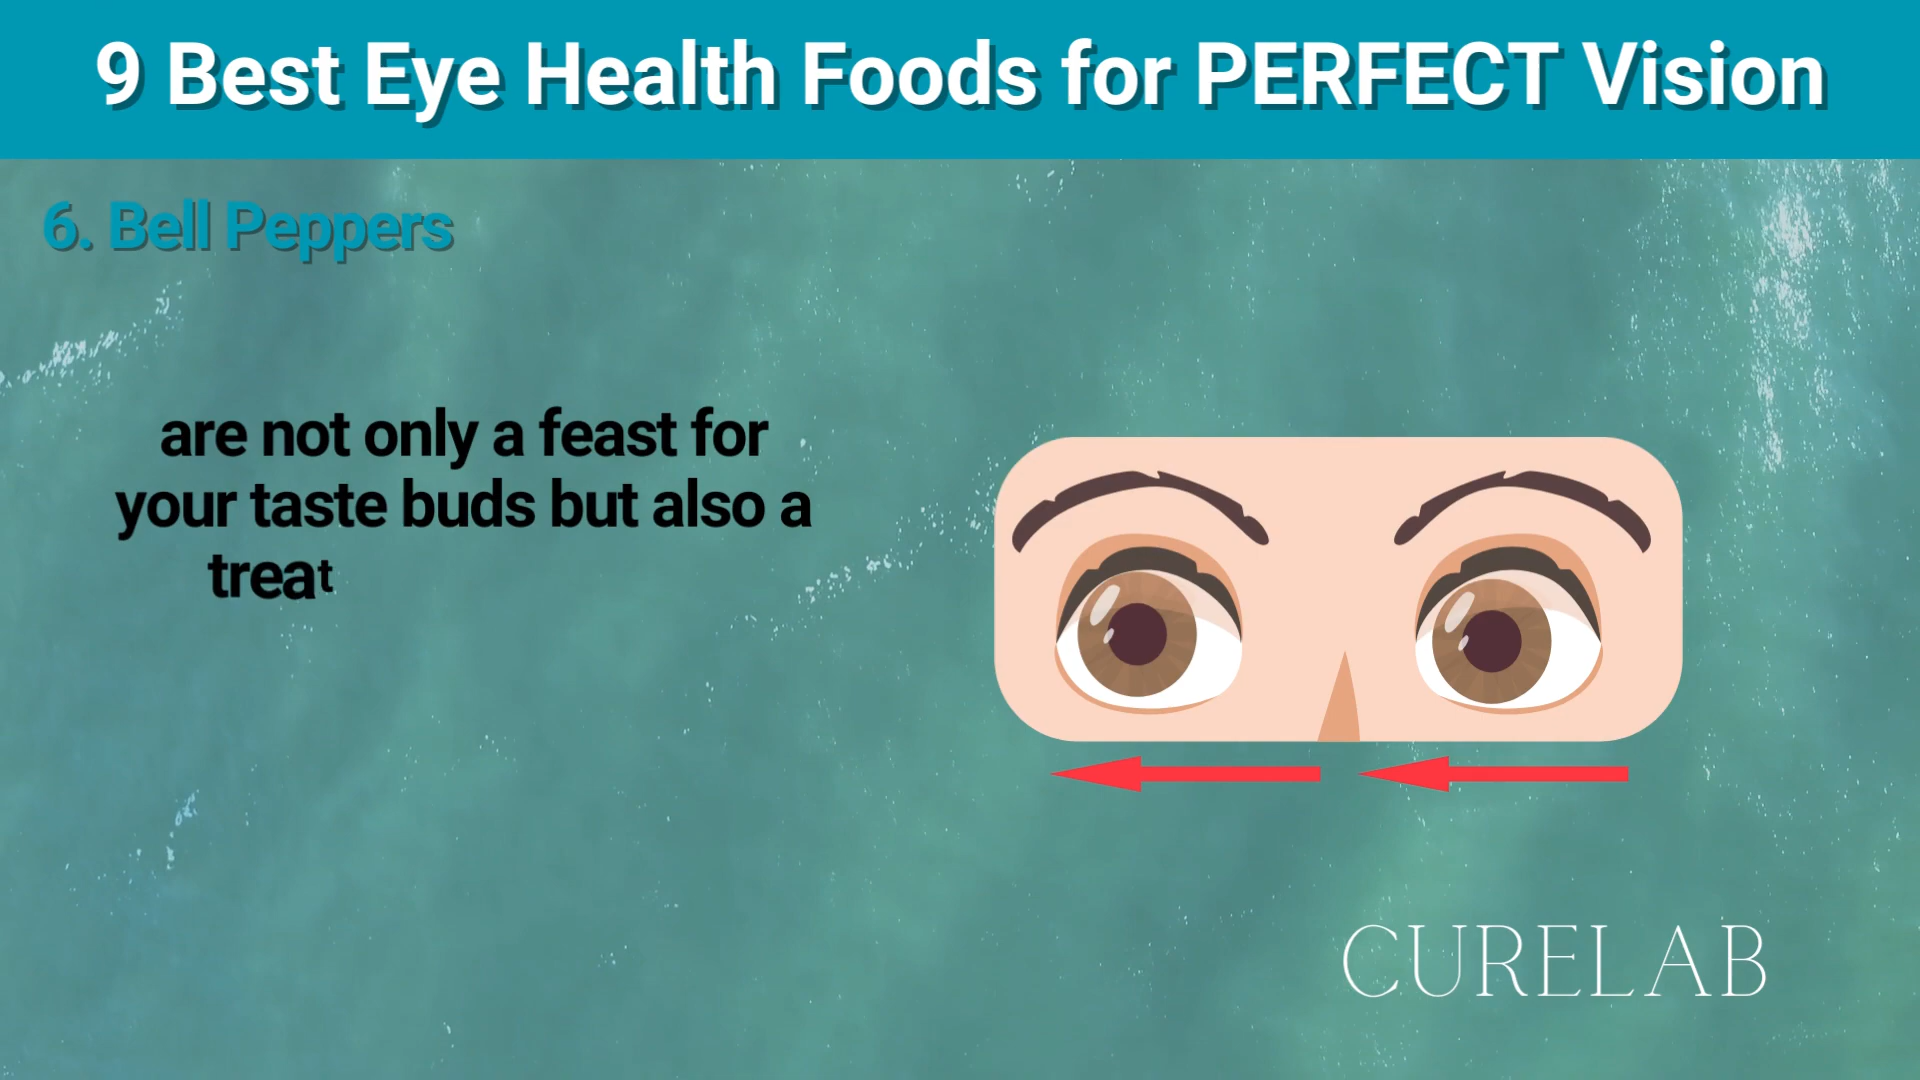 9 Best Eye Health Foods for PERFECT Vision
6. Bell Peppers
are not only a feast for
your taste buds but also a
treat
CURELAB